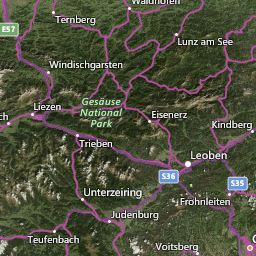 Waidhofen
E57
Ternberg
Lunz am See
Windischgarsten
Gesäuse
National
Park
Liezen
Eisenerz
Kindberg
Trieben
Leoben
S36
S35
Unterzeiring
Frohnleiten
Judenburg
Teufenbach
Voitsberg